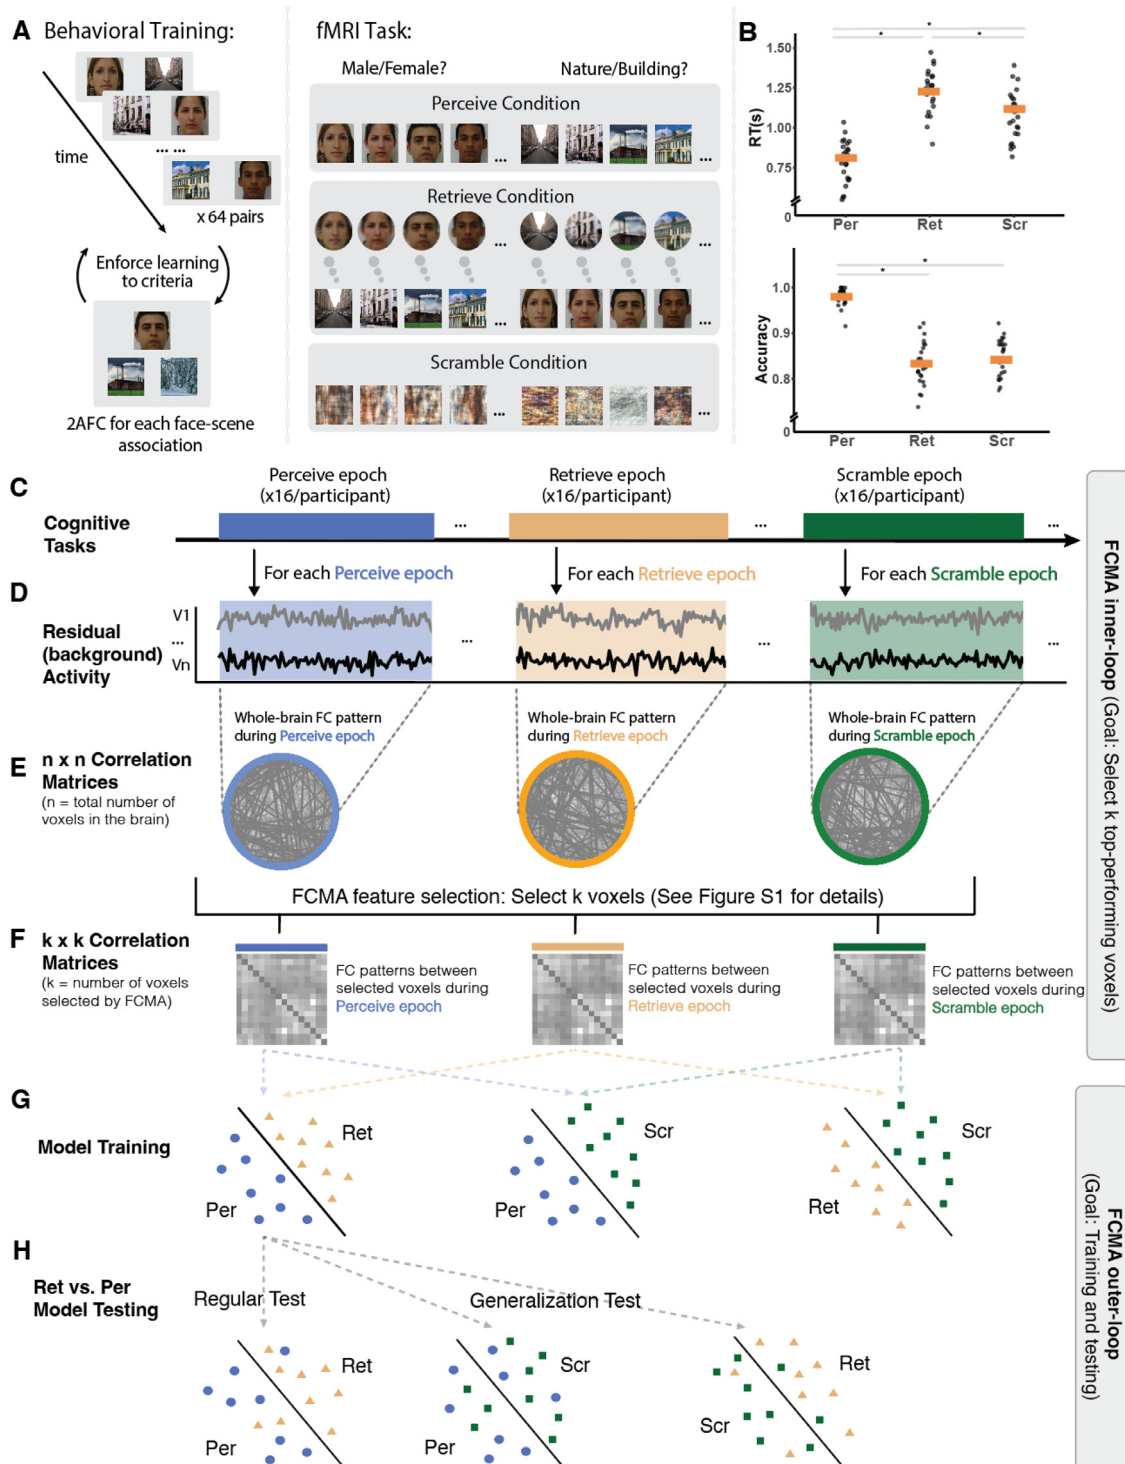 A Behavioral Training:
time
... ...
x 64 pairs
Enforce learning
to criteria
2AFC for each face-scene
association
fMRI Task:
Male/Female?
Nature/Building?
Perceive Condition
...
...
Retrieve Condition
...
...
...
...
Scramble Condition
...
...
B
*
*
*
1.50
1.25
1.00
0.75
0
RT(s)
Per
Ret
Scr
*
*
1.0
0.9
0.8
0
Accuracy
Per
Ret
Scr
C
Cognitive
Tasks
Perceive epoch
(x16/participant)
...
Retrieve epoch
(x16/participant)
...
Scramble epoch
(x16/participant)
...
For each Perceive epoch
For each Retrieve epoch
For each Scramble epoch
D
Residual
(background)
Activity
V1
...
Vn
...
...
...
Whole-brain FC pattern
during Perceive epoch
Whole-brain FC pattern
during Retrieve epoch
Whole-brain FC pattern
during Scramble epoch
E n x n Correlation
Matrices
(n = total number of
voxels in the brain)
FCMA feature selection: Select k voxels (See Figure S1 for details)
F k x k Correlation
Matrices
(k = number of voxels
selected by FCMA)
FC patterns between
selected voxels during
Perceive epoch
FC patterns between
selected voxels during
Retrieve epoch
FC patterns between
selected voxels during
Scramble epoch
FCMA inner-loop (Goal: Select k top-performing voxels)
G
Model Training
Ret
Per
Scr
Per
Scr
Ret
H
Ret vs. Per
Model Testing
Regular Test
Generalization Test
Ret
Per
Scr
Per
Ret
Scr
FCMA outer-loop
(Goal: Training and testing)